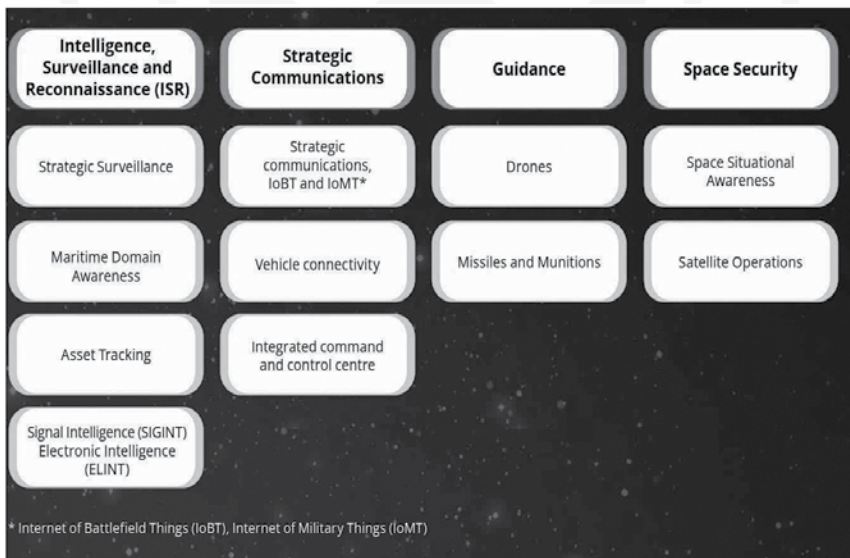 Intelligence,
Surveillance and
Reconnaissance (ISR)
Strategic Surveillance
Maritime Domain
Awareness
Asset Tracking
Signal Intelligence (SIGINT)
Electronic Intelligence
(ELINT)
Strategic
Communications
Strategic
communications,
IoBT and IoMT*
Vehicle connectivity
Integrated command
and control centre
Guidance
Drones
Missiles and Munitions
Space Security
Space Situational
Awareness
Satellite Operations
* Internet of Battlefield Things (IoBT), Internet of Military Things (IoMT)